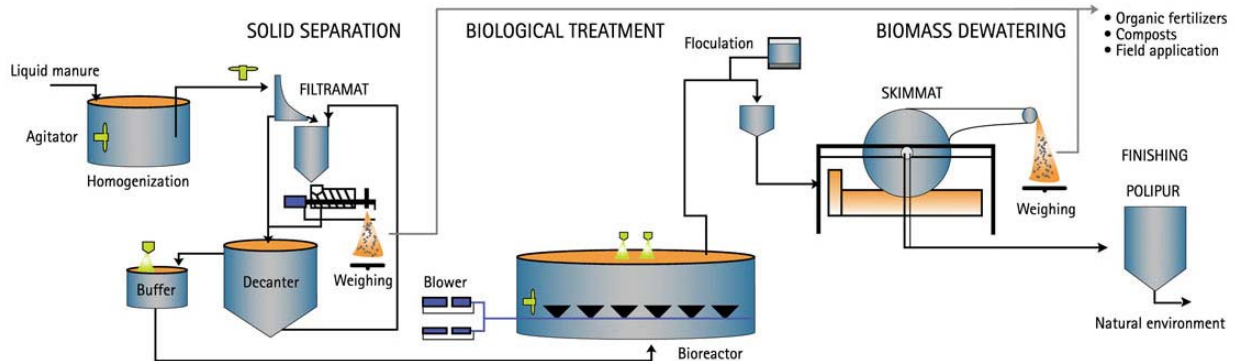 SOLID SEPARATION
BIOLOGICAL TREATMENT
BIOMASS DEWATERING
• Organic fertilizers
• Composts
• Field application
Floculation
Liquid manure
FILTRAMAT
SKIMMAT
Agitator
Homogenization
FINISHING
POLIPUR
Weighing
Weighing
Decanter
Buffer
Blower
Bioreactor
Natural environment